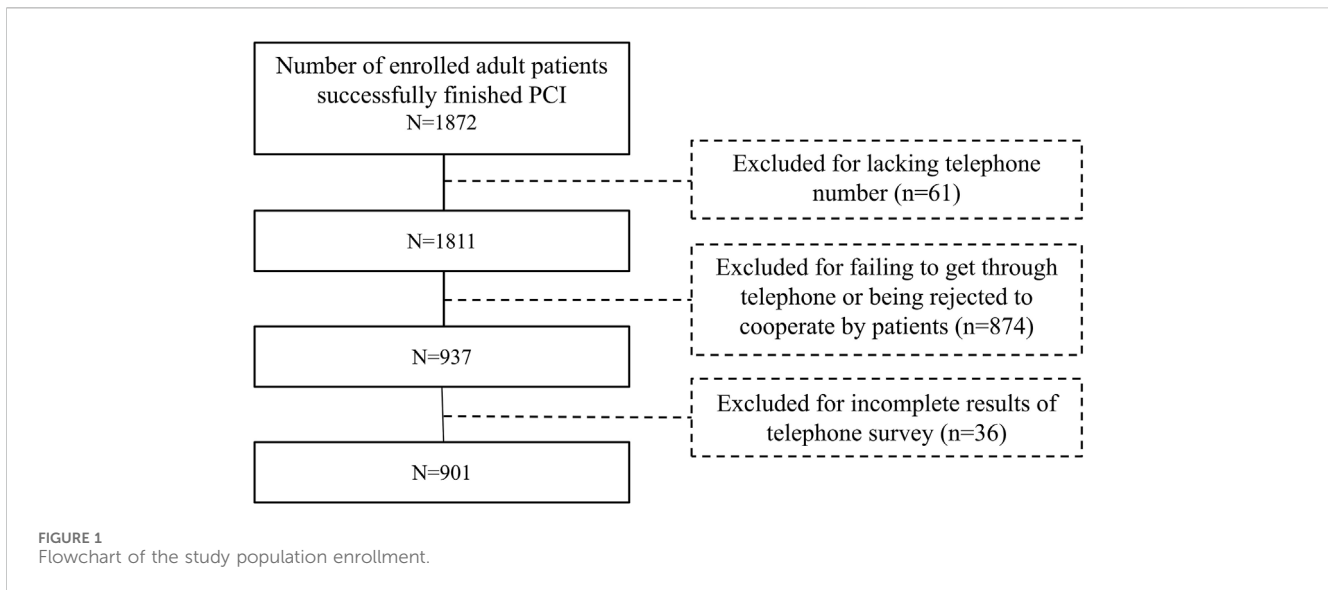 Number of enrolled adult patients
successfully finished PCI
N=1872
Excluded for lacking telephone
number (n=61)
N=1811
Excluded for failing to get through
telephone or being rejected to
cooperate by patients (n=874)
N=937
Excluded for incomplete results of
telephone survey (n=36)
N=901
FIGURE 1
Flowchart of the study population enrollment.